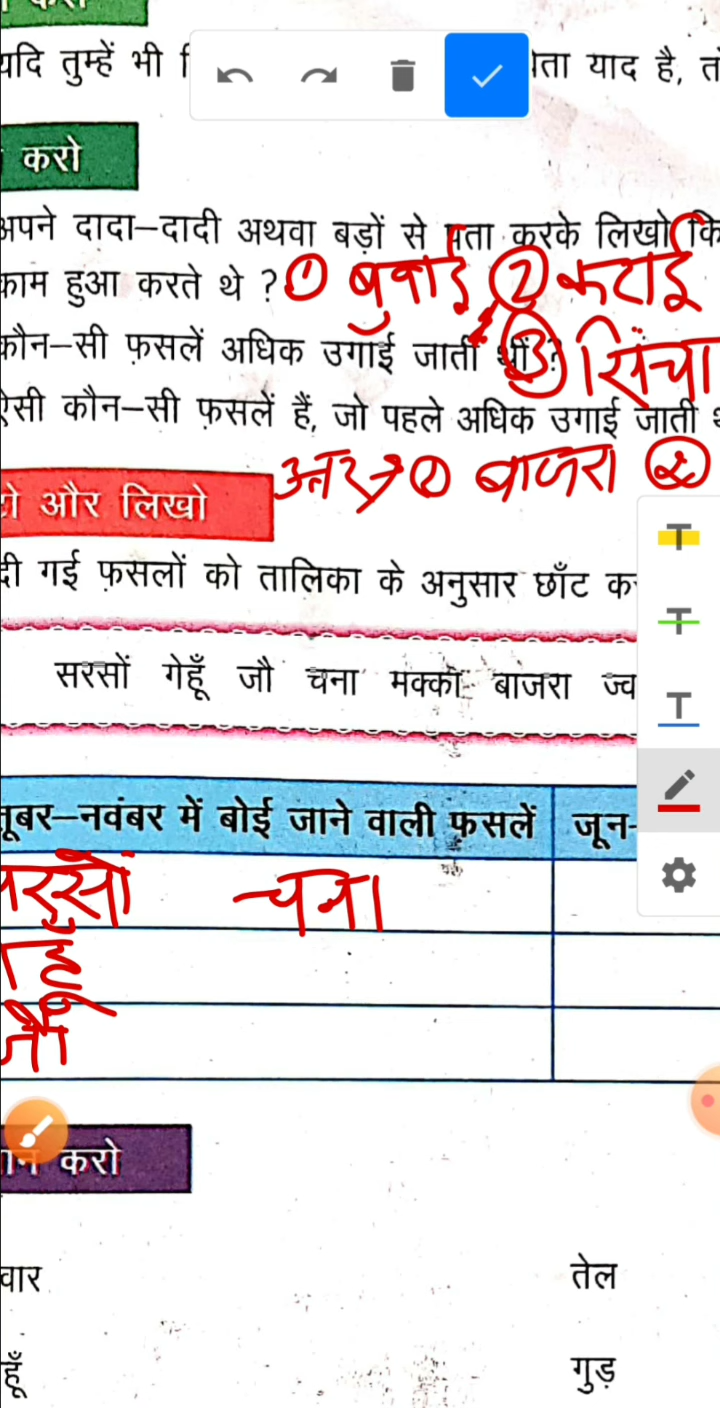 यदि तुम्हें भी
याद है,
करो
अपने दादा–दादी अथवा बड़ों से पता करके लिखो कि
काम हुआ करते थे ? ① बुवाई ② कटाई
कौन–सी फ़सलें अधिक उगाई जाती थीं ? ③ सिंचा
ऐसी कौन–सी फ़सलें हैं, जो पहले अधिक उगाई जाती
① बाजरा ②
और लिखो
दी गई फ़सलों को तालिका के अनुसार छाँट
सरसों गेहूँ जौ चना मक्का बाजरा ज्व
तूबर–नवंबर में बोई जाने वाली फ़सलें जून-
सरसों चना
जौ
करो
वार तेल
हूँ गुड़